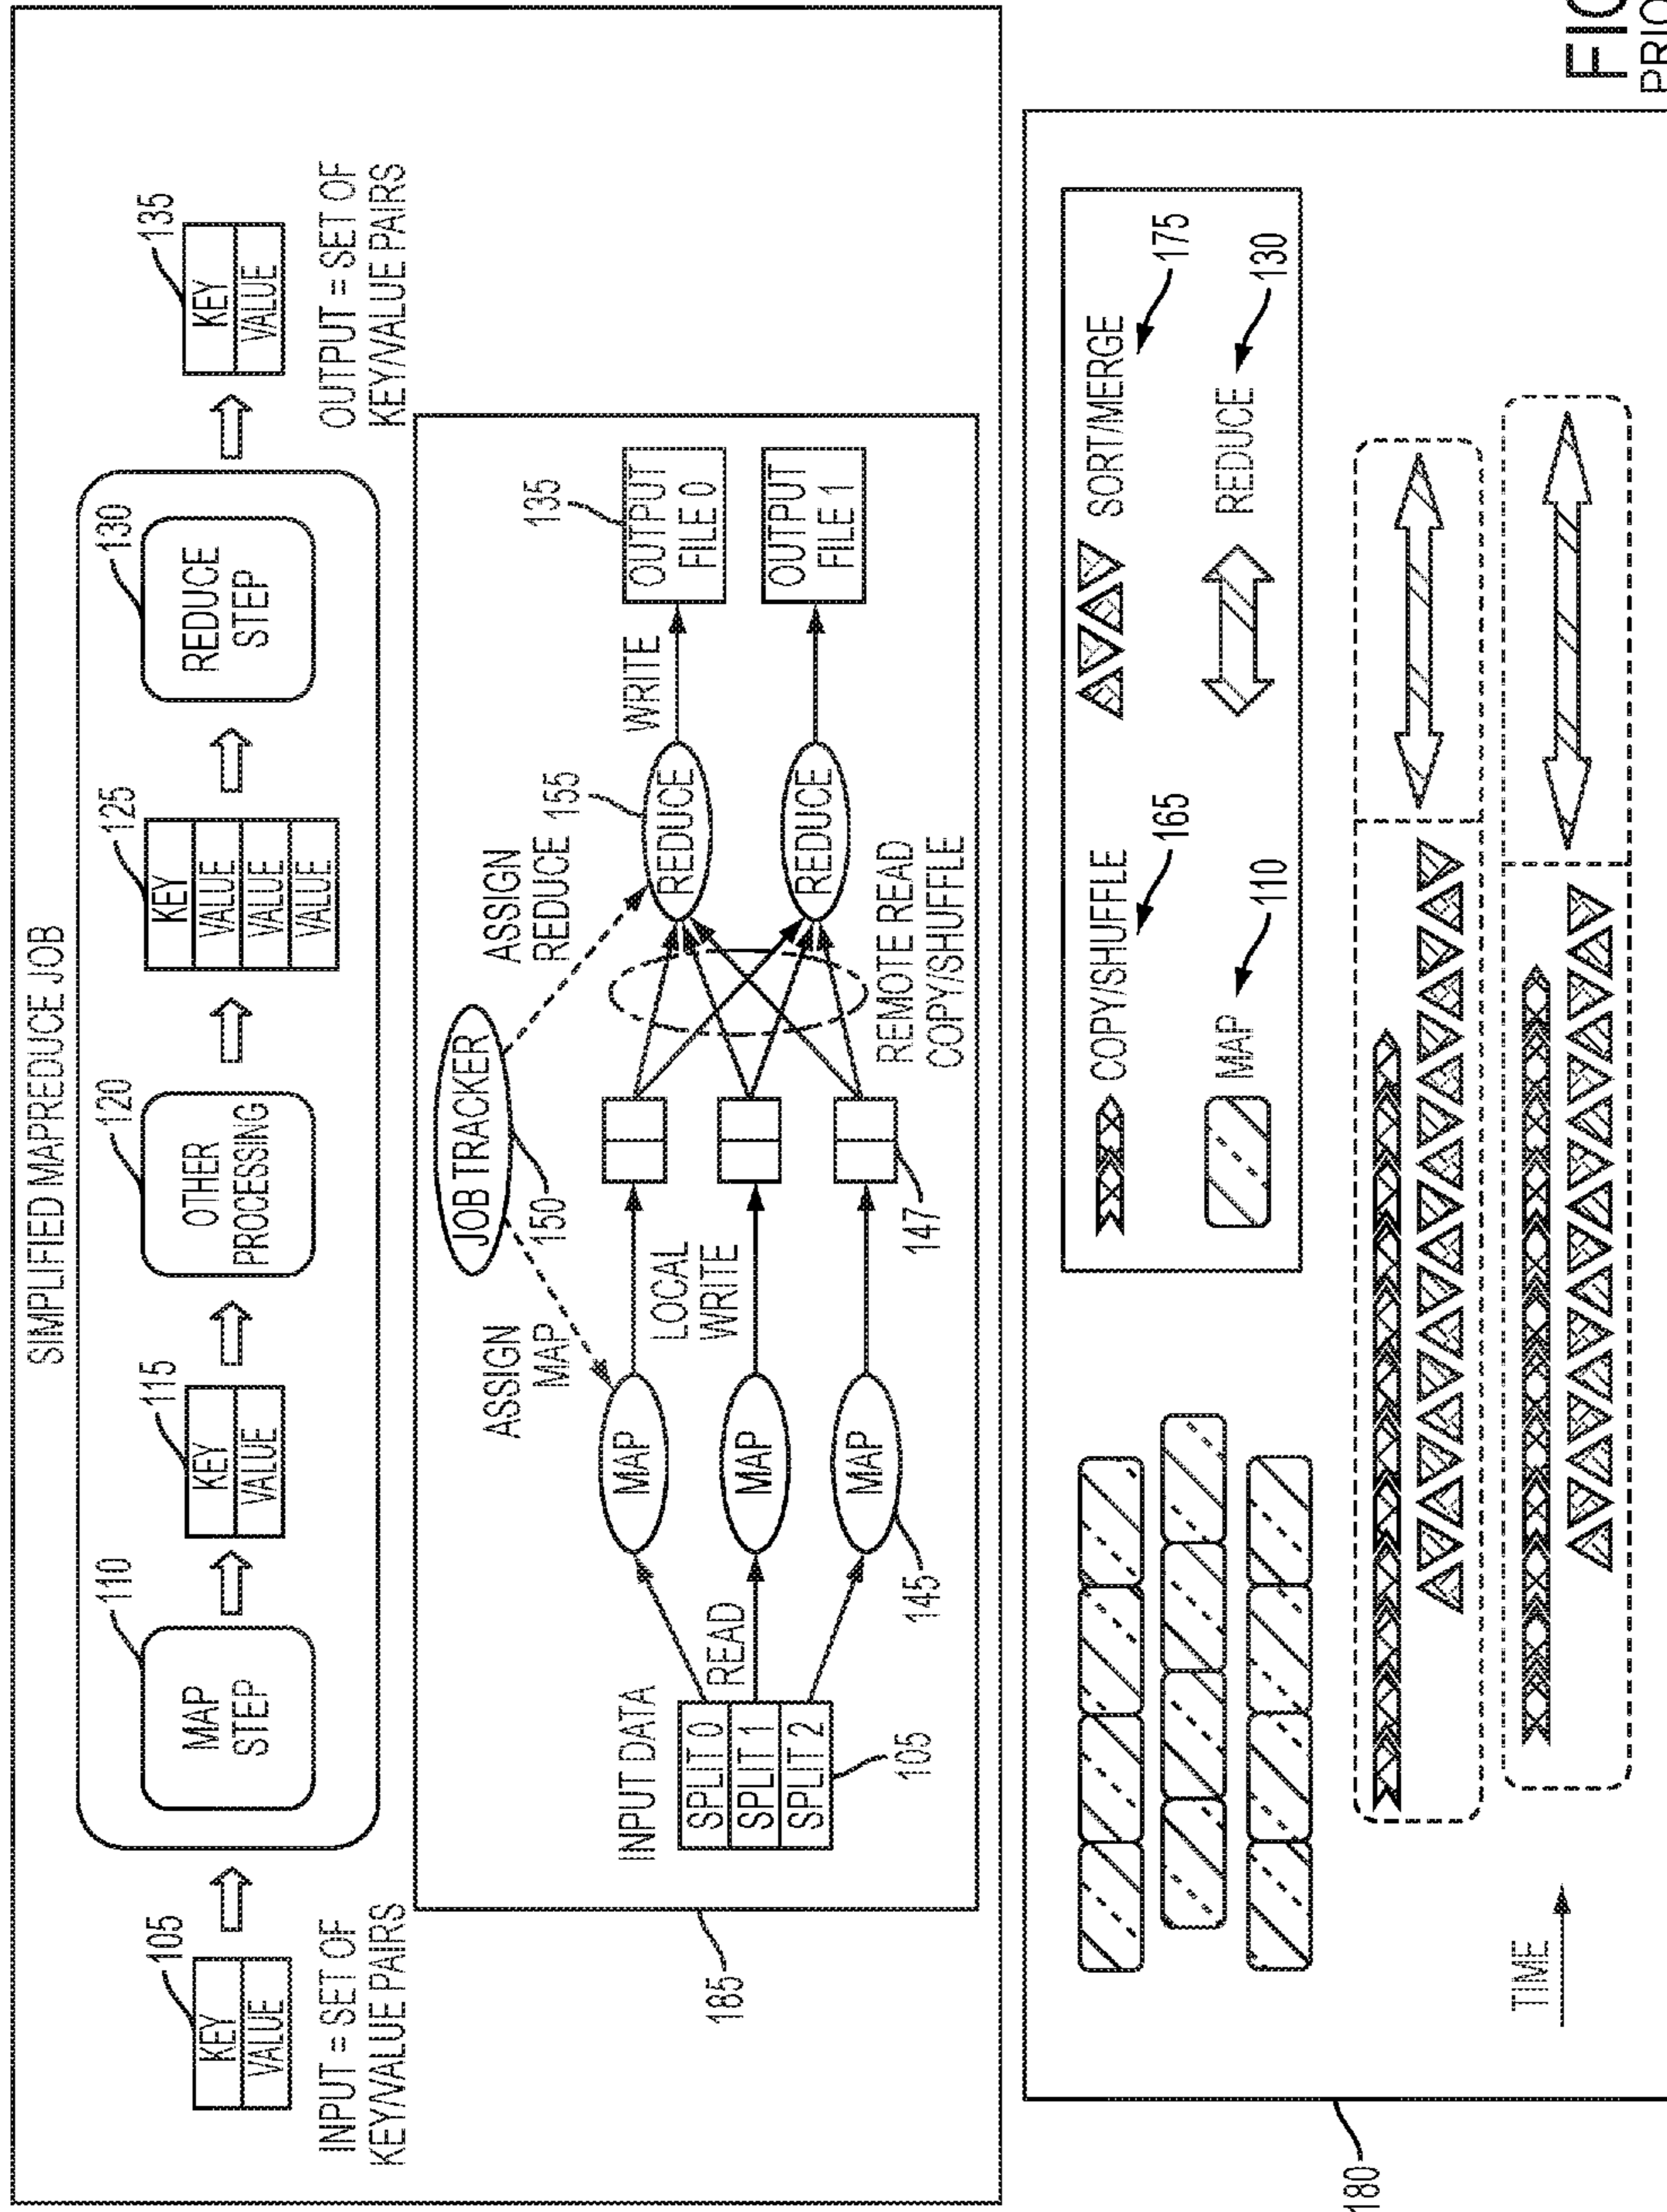 SIMPLIFIED MAPREDUCE JOB
105
KEY
VALUE
INPUT = SET OF
KEY/VALUE PAIRS
110
MAP
STEP
115
KEY
VALUE
120
OTHER
PROCESSING
125
KEY
VALUE
VALUE
VALUE
130
REDUCE
STEP
135
KEY
VALUE
OUTPUT = SET OF
KEY/VALUE PAIRS
185
INPUT DATA
SPLIT 0
SPLIT 1
SPLIT 2
105
READ
ASSIGN
MAP
MAP
MAP
MAP
145
JOB TRACKER
150
LOCAL
WRITE
147
ASSIGN
REDUCE
155
REDUCE
REDUCE
REMOTE READ
COPY/SHUFFLE
WRITE
135
OUTPUT
FILE 0
OUTPUT
FILE 1
180
COPY/SHUFFLE
165
SORT/MERGE
175
MAP
110
REDUCE
130
TIME